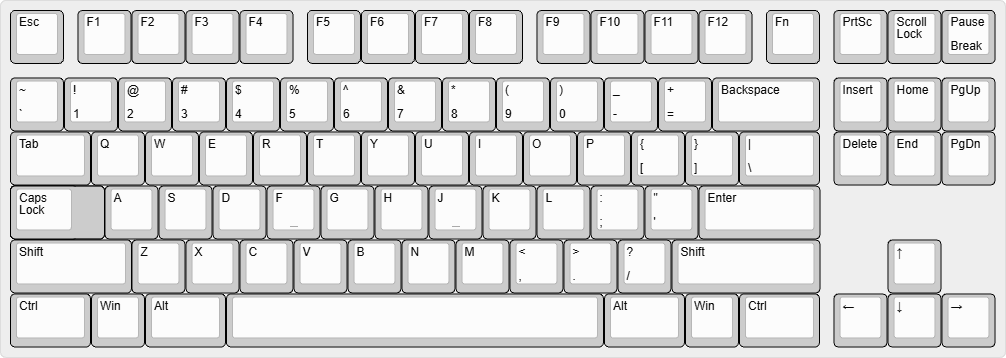 Esc F1 F2 F3 F4 F5 F6 F7 F8 F9 F10 F11 F12 Fn PrtSc Scroll Pause
Lock
Break
~ ! @ # $ % ^ & * ( ) _ + Backspace Insert Home PgUp
` 1 2 3 4 5 6 7 8 9 0 - =
Tab Q W E R T Y U I O P { } | Delete End PgDn
[ ] \
Caps A S D F G H J K L : " Enter
Lock
_ _ ; '
Shift Z X C V B N M < > ? Shift ↑
, . /
Ctrl Win Alt Alt Win Ctrl ← ↓ →